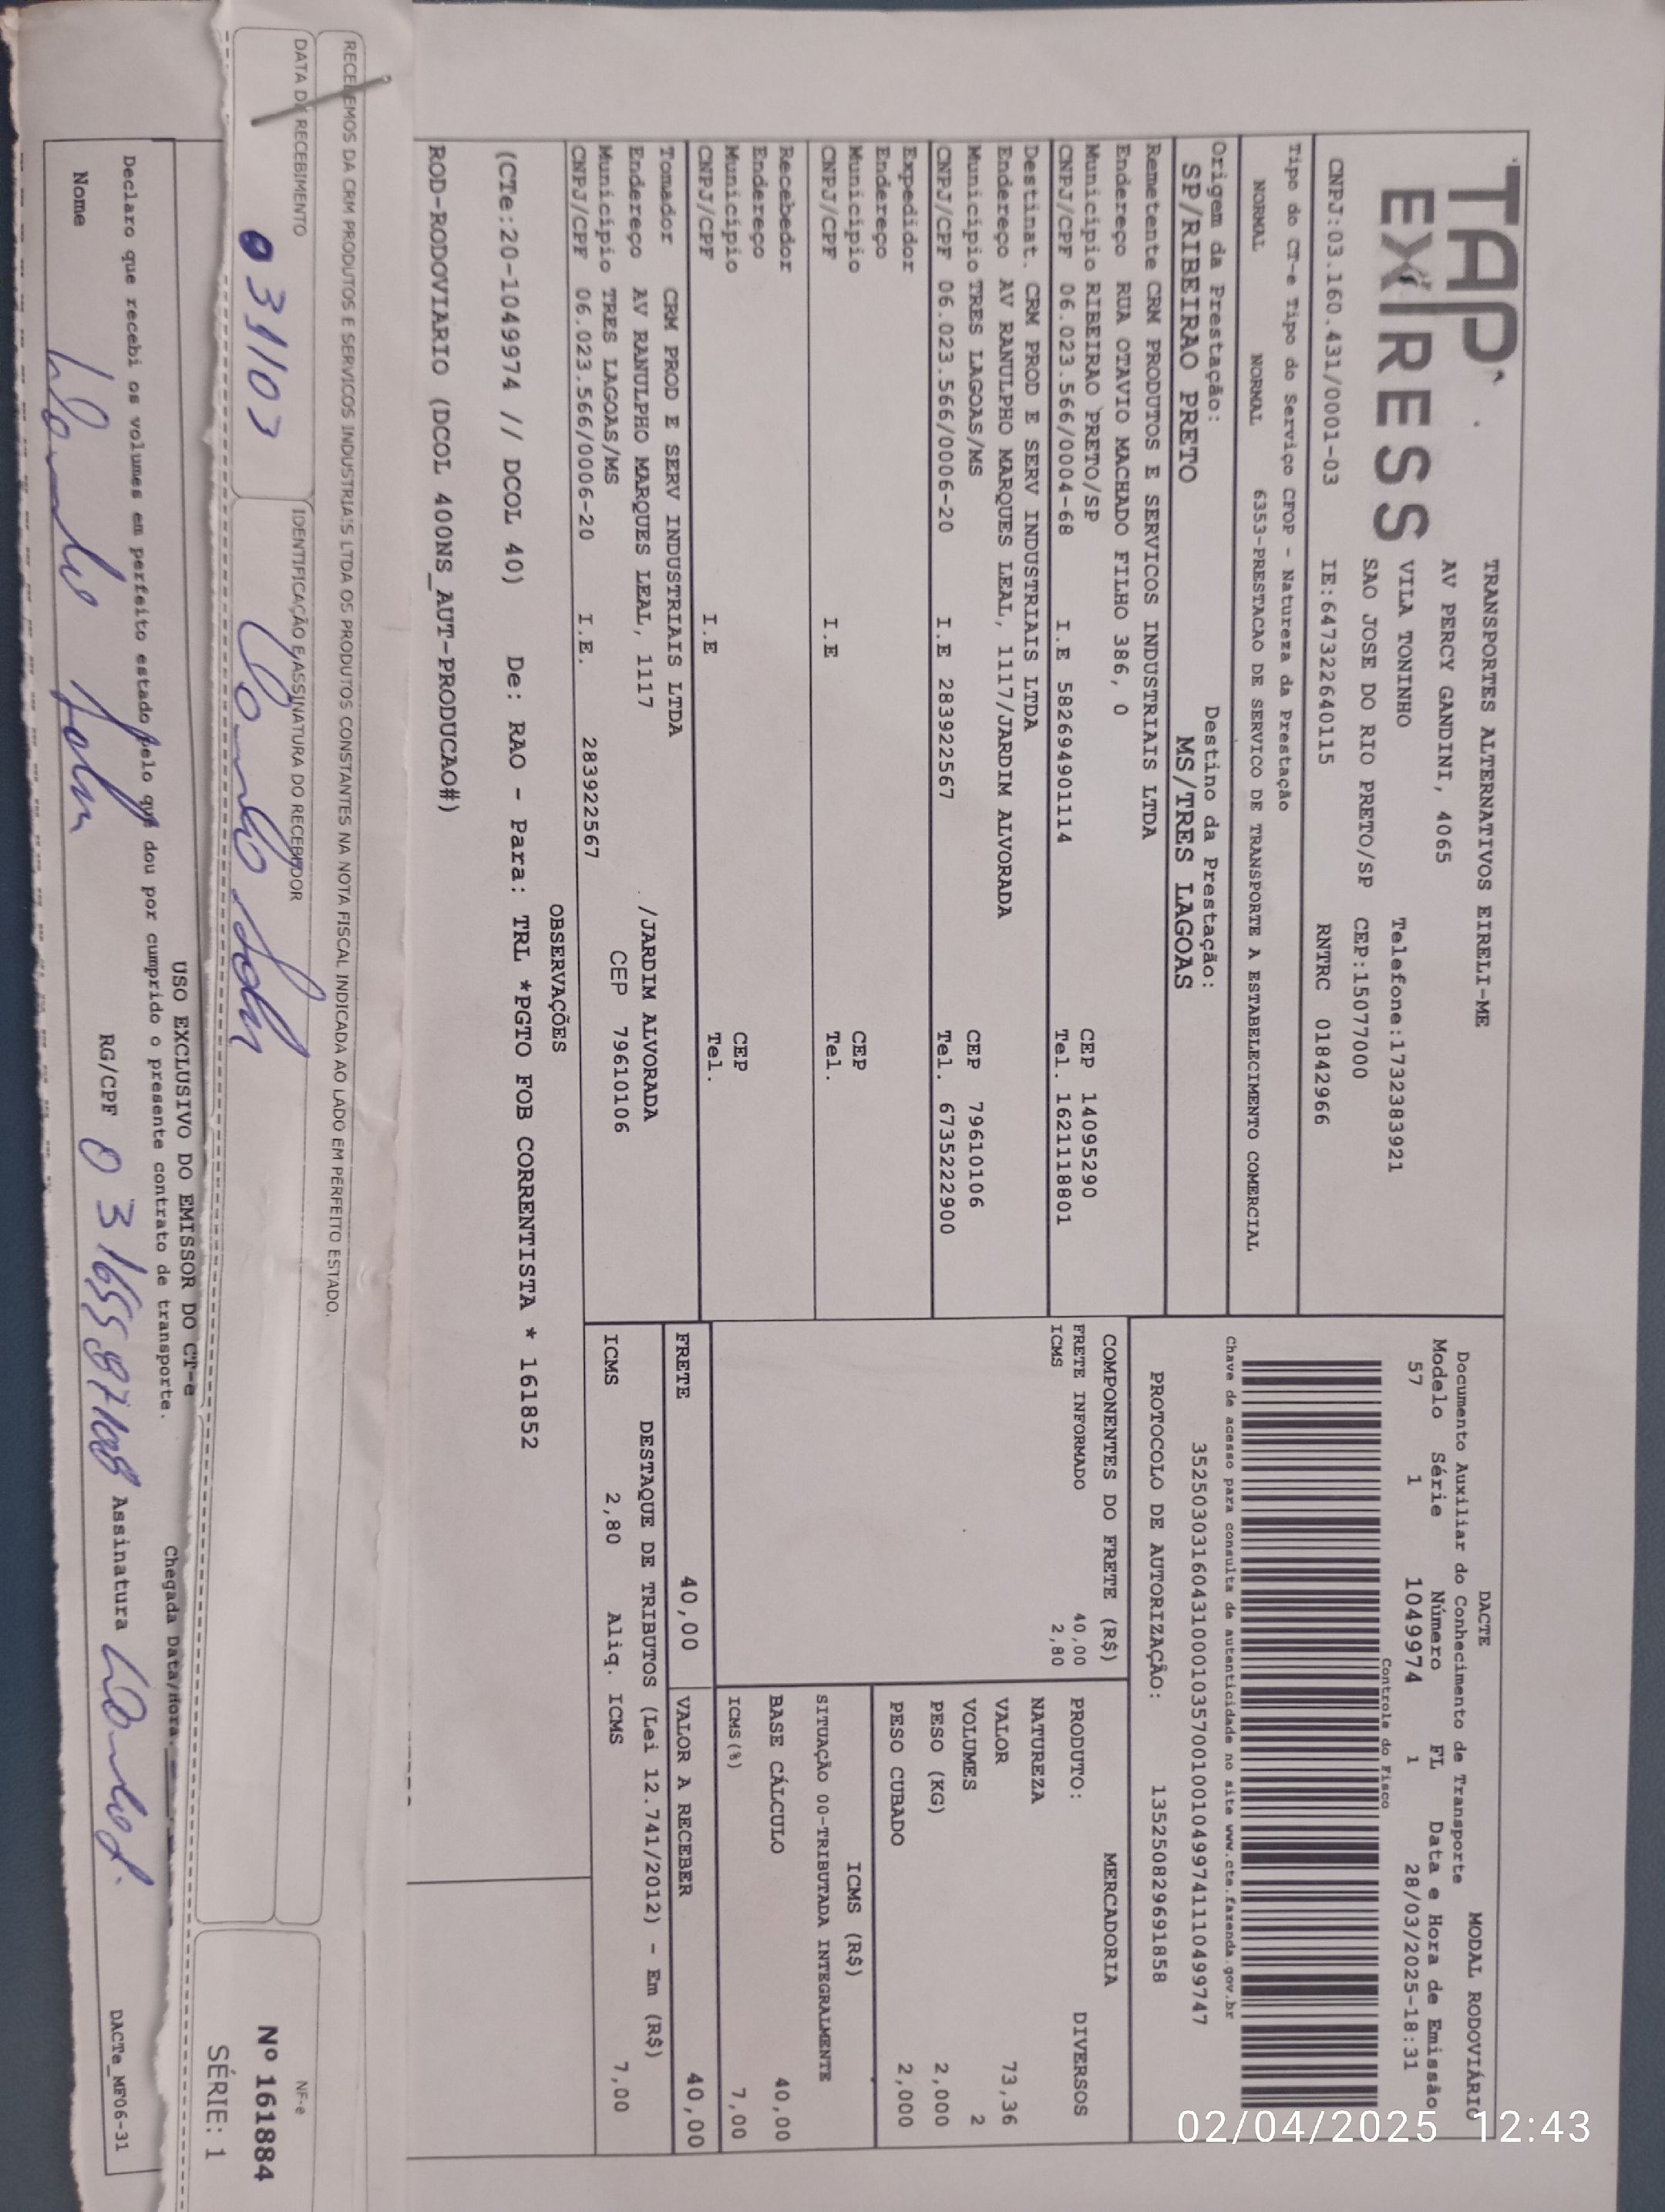 TAP
EXPRESS
TRANSPORTES ALTERNATIVOS EIRELI-ME
AV PERCY GANDINI, 4065
VILA TONINHO
Telefone:1732383921
SAO JOSE DO RIO PRETO/SP CEP:15077000
CNPJ:03.160.431/0001-03 IE:647322640115 RNTRC 01842966
DACTE MODAL RODOVIÁRIO
Documento Auxiliar do Conhecimento de Transporte
Modelo Série Número FL Data e Hora de Emissão
57 1 1049974 1 28/03/2025-18:31
Controle do Fisco
Chave de acesso para consulta de autenticidade no site www.cte.fazenda.gov.br
35250303160431000103570010010499741110499747
PROTOCOLO DE AUTORIZAÇÃO: 135250829691858
Tipo do CT-e Tipo do Serviço CFOP - Natureza da Prestação
NORMAL NORMAL 6353-PRESTACAO DE SERVICO DE TRANSPORTE A ESTABELECIMENTO COMERCIAL
Origem da Prestação: Destino da Prestação:
SP/RIBEIRAO PRETO MS/TRES LAGOAS
Remetente CRM PRODUTOS E SERVICOS INDUSTRIAIS LTDA
Endereço RUA OTAVIO MACHADO FILHO 386, 0
Município RIBEIRAO PRETO/SP CEP 14095290
CNPJ/CPF 06.023.566/0004-68 I.E 582694901114 Tel. 1621118801
Destinat. CRM PROD E SERV INDUSTRIAIS LTDA
Endereço AV RANULPHO MARQUES LEAL, 1117/JARDIM ALVORADA
Município TRES LAGOAS/MS CEP 79610106
CNPJ/CPF 06.023.566/0006-20 I.E 283922567 Tel. 6735222900
Expedidor
Endereço
Município CEP
CNPJ/CPF I.E Tel.
Recebedor
Endereço
Município CEP
CNPJ/CPF I.E Tel.
Tomador CRM PROD E SERV INDUSTRIAIS LTDA
Endereço AV RANULPHO MARQUES LEAL, 1117 /JARDIM ALVORADA
Município TRES LAGOAS/MS CEP 79610106
CNPJ/CPF 06.023.566/0006-20 I.E. 283922567
COMPONENTES DO FRETE (R$)
FRETE INFORMADO 40,00
ICMS 2,80
MERCADORIA
PRODUTO: DIVERSOS
NATUREZA
VALOR 73,36
VOLUMES 2
PESO (KG) 2,000
PESO CUBADO 2,000
ICMS (R$)
SITUAÇÃO 00-TRIBUTADA INTEGRALMENTE
BASE CÁLCULO 40,00
ICMS(%) 7,00
FRETE 40,00 VALOR A RECEBER 40,00
DESTAQUE DE TRIBUTOS (Lei 12.741/2012) - Em (R$)
ICMS 2,80 Aliq. ICMS 7,00
OBSERVAÇÕES
(CTe:20-1049974 // DCOL 40) De: RAO - Para: TRL *PGTO FOB CORRENTISTA * 161852
ROD-RODOVIARIO (DCOL 400NS_AUT-PRODUCAO#)
RECEBEMOS DA CRM PRODUTOS E SERVICOS INDUSTRIAIS LTDA OS PRODUTOS CONSTANTES NA NOTA FISCAL INDICADA AO LADO EM PERFEITO ESTADO.
DATA DE RECEBIMENTO IDENTIFICAÇÃO E ASSINATURA DO RECEBEDOR
NF-e
Nº 161884
SÉRIE: 1
USO EXCLUSIVO DO EMISSOR DO CT-e
Declaro que recebi os volumes em perfeito estado pelo que dou por cumprido o presente contrato de transporte. Chegada Data/Hora.
Nome RG/CPF Assinatura
DACTe_MF06-31
02/04/2025 12:43